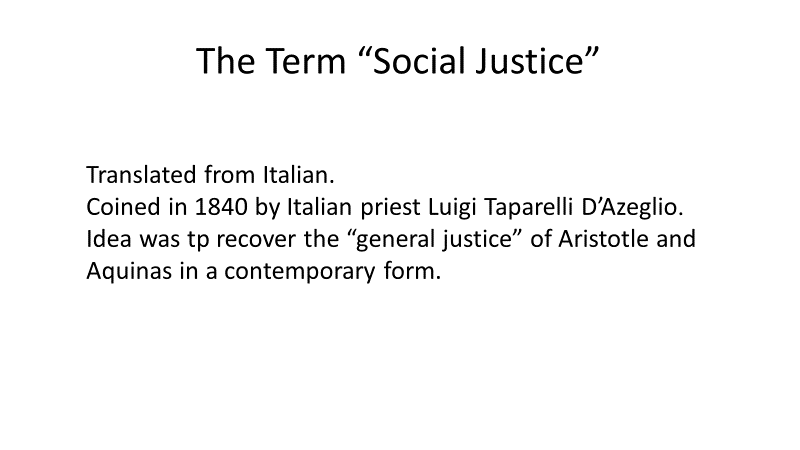 The Term “Social Justice”
Translated from Italian.
Coined in 1840 by Italian priest Luigi Taparelli D’Azeglio.
Idea was tp recover the “general justice” of Aristotle and
Aquinas in a contemporary form.